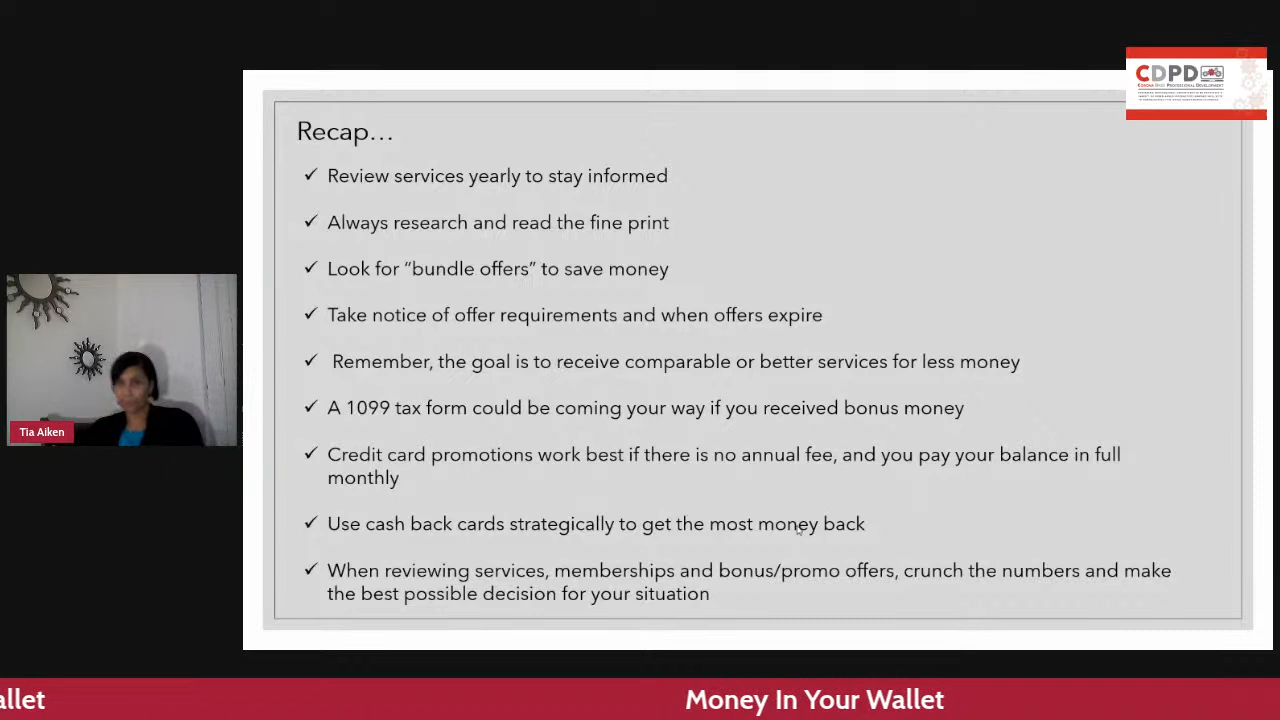 CDPD
CORONA DAZE PROFESSIONAL DEVELOPMENT
Recap…
✓ Review services yearly to stay informed
✓ Always research and read the fine print
✓ Look for “bundle offers” to save money
✓ Take notice of offer requirements and when offers expire
✓ Remember, the goal is to receive comparable or better services for less money
✓ A 1099 tax form could be coming your way if you received bonus money
✓ Credit card promotions work best if there is no annual fee, and you pay your balance in full
monthly
✓ Use cash back cards strategically to get the most money back
✓ When reviewing services, memberships and bonus/promo offers, crunch the numbers and make
the best possible decision for your situation
Tia Aiken
allet
Money In Your Wallet